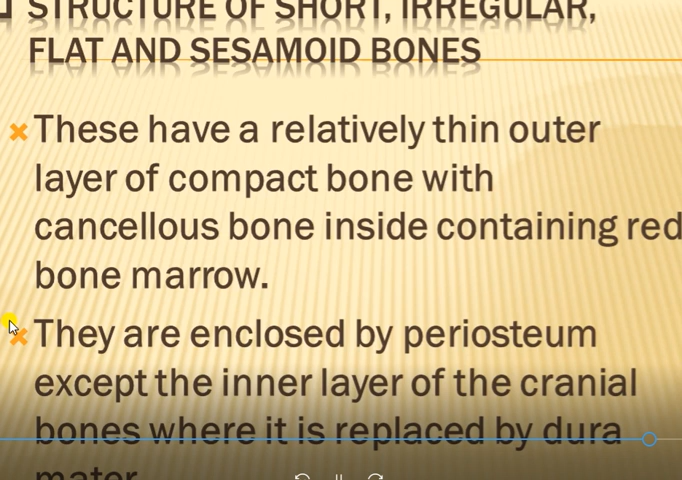 STRUCTURE OF SHORT, IRREGULAR,
FLAT AND SESAMOID BONES
These have a relatively thin outer
layer of compact bone with
cancellous bone inside containing red
bone marrow.
They are enclosed by periosteum
except the inner layer of the cranial
bones where it is replaced by dura
mater